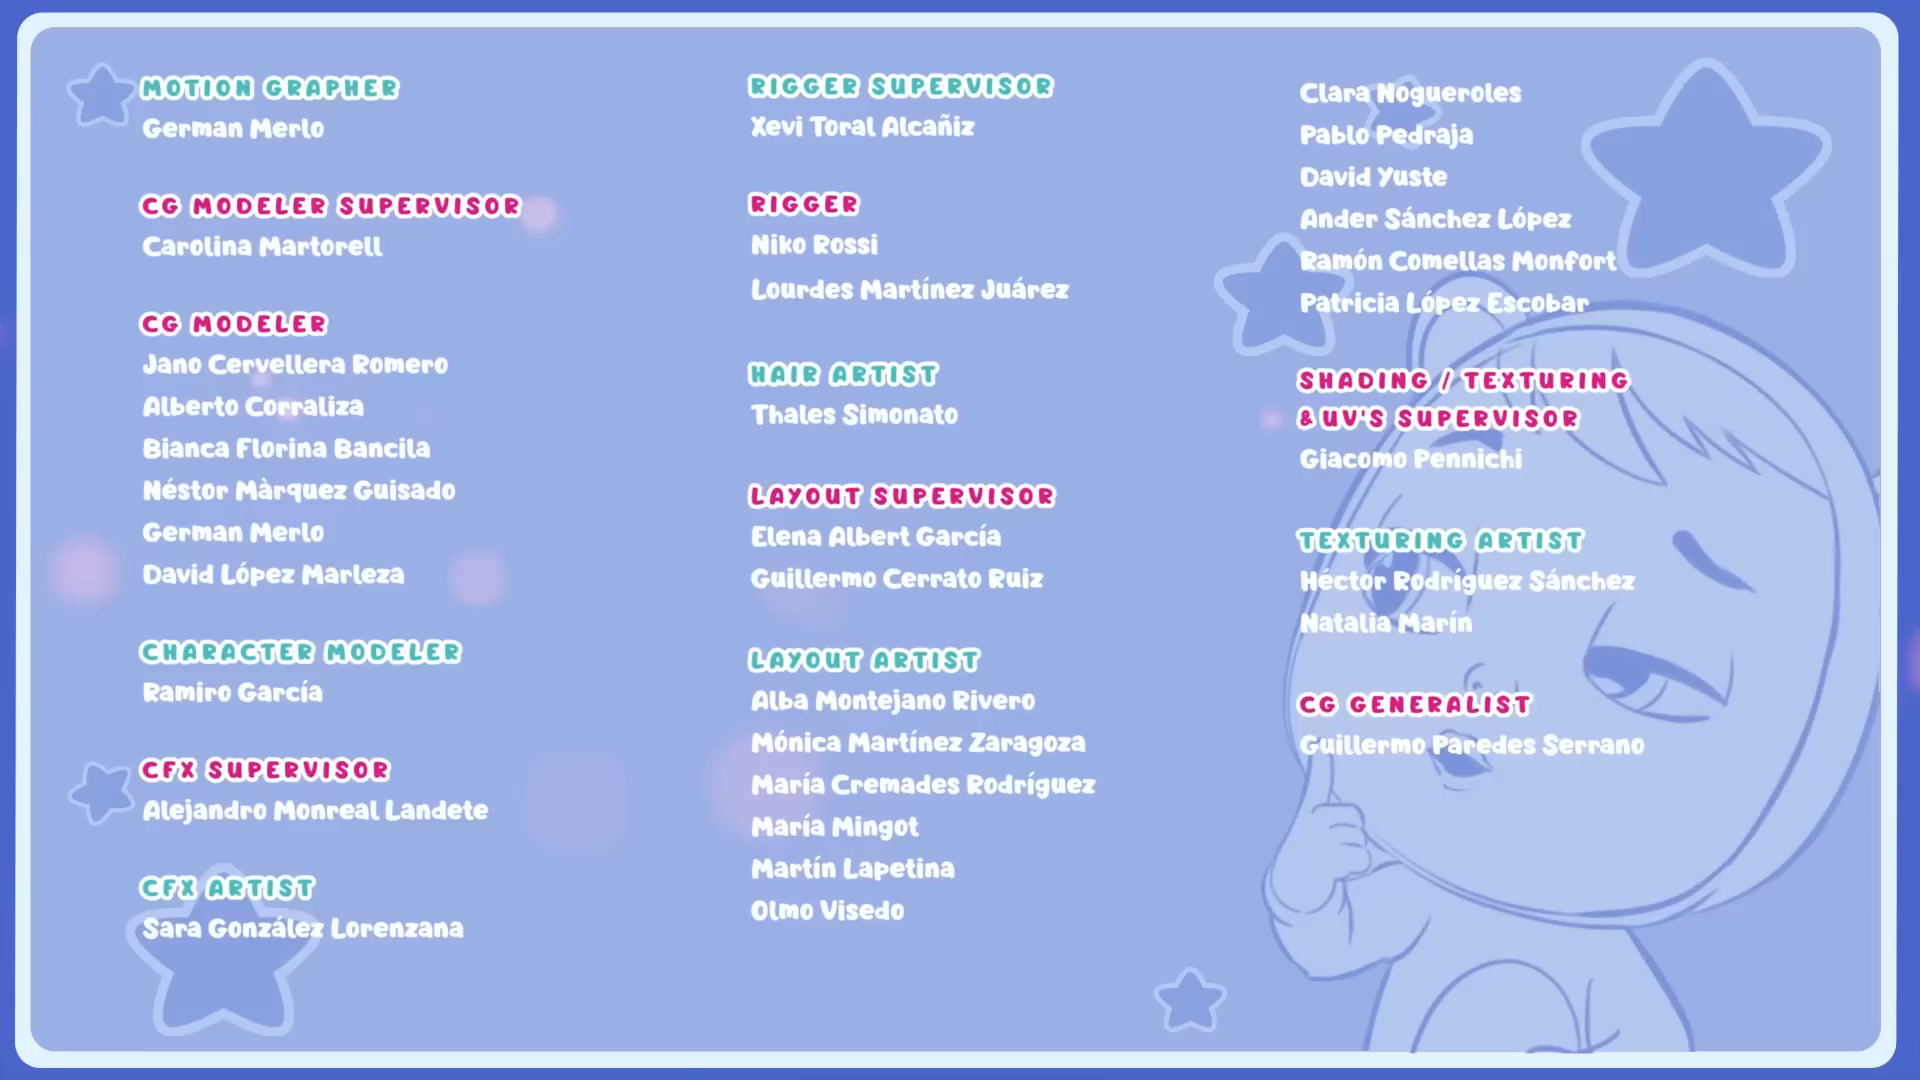 MOTION GRAPHER
German Merlo
CG MODELER SUPERVISOR
Carolina Martorell
CG MODELER
Jano Cervellera Romero
Alberto Corraliza
Bianca Florina Bancila
Néstor Màrquez Guisado
German Merlo
David López Marleza
CHARACTER MODELER
Ramiro García
CFX SUPERVISOR
Alejandro Monreal Landete
CFX ARTIST
Sara González Lorenzana
RIGGER SUPERVISOR
Xevi Toral Alcañiz
RIGGER
Niko Rossi
Lourdes Martínez Juárez
HAIR ARTIST
Thales Simonato
LAYOUT SUPERVISOR
Elena Albert García
Guillermo Cerrato Ruiz
LAYOUT ARTIST
Alba Montejano Rivero
Mónica Martínez Zaragoza
María Cremades Rodríguez
María Mingot
Martín Lapetina
Olmo Visedo
Clara Nogueroles
Pablo Pedraja
David Yuste
Ander Sánchez López
Ramón Comellas Monfort
Patricia López Escobar
SHADING / TEXTURING
& UV'S SUPERVISOR
Giacomo Pennichi
TEXTURING ARTIST
Héctor Rodríguez Sánchez
Natalia Marín
CG GENERALIST
Guillermo Paredes Serrano